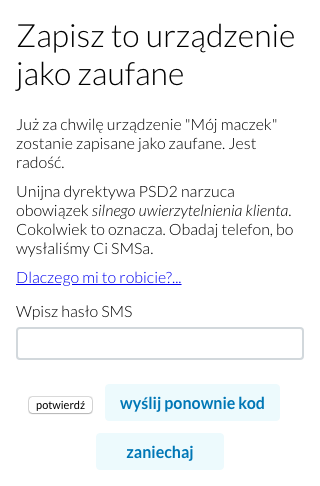 Zapisz to urządzenie
jako zaufane
Już za chwilę urządzenie "Mój maczek"
zostanie zapisane jako zaufane. Jest
radość.
Unijna dyrektywa PSD2 narzuca
obowiązek silnego uwierzytelnienia klienta.
Cokolwiek to oznacza. Obadaj telefon, bo
wysłaliśmy Ci SMSa.
Dlaczego mi to robicie?...
Wpisz hasło SMS
potwierdź wyślij ponownie kod
zaniechaj